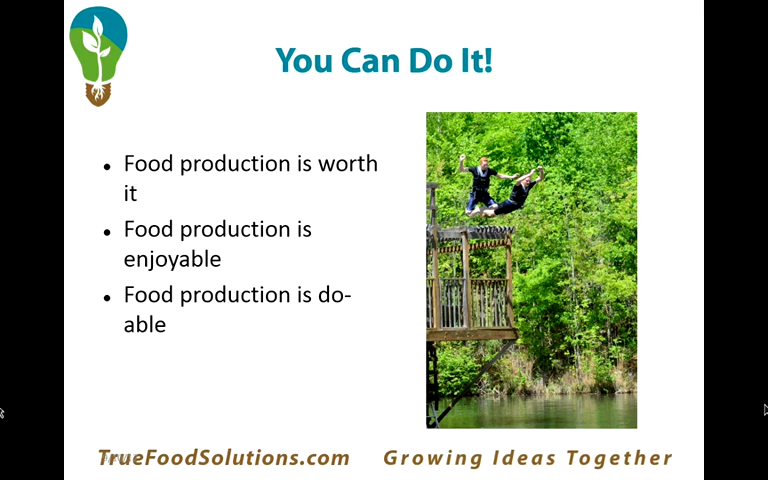 You Can Do It!
• Food production is worth
it
• Food production is
enjoyable
• Food production is do-
able
TrueFoodSolutions.com Growing Ideas Together